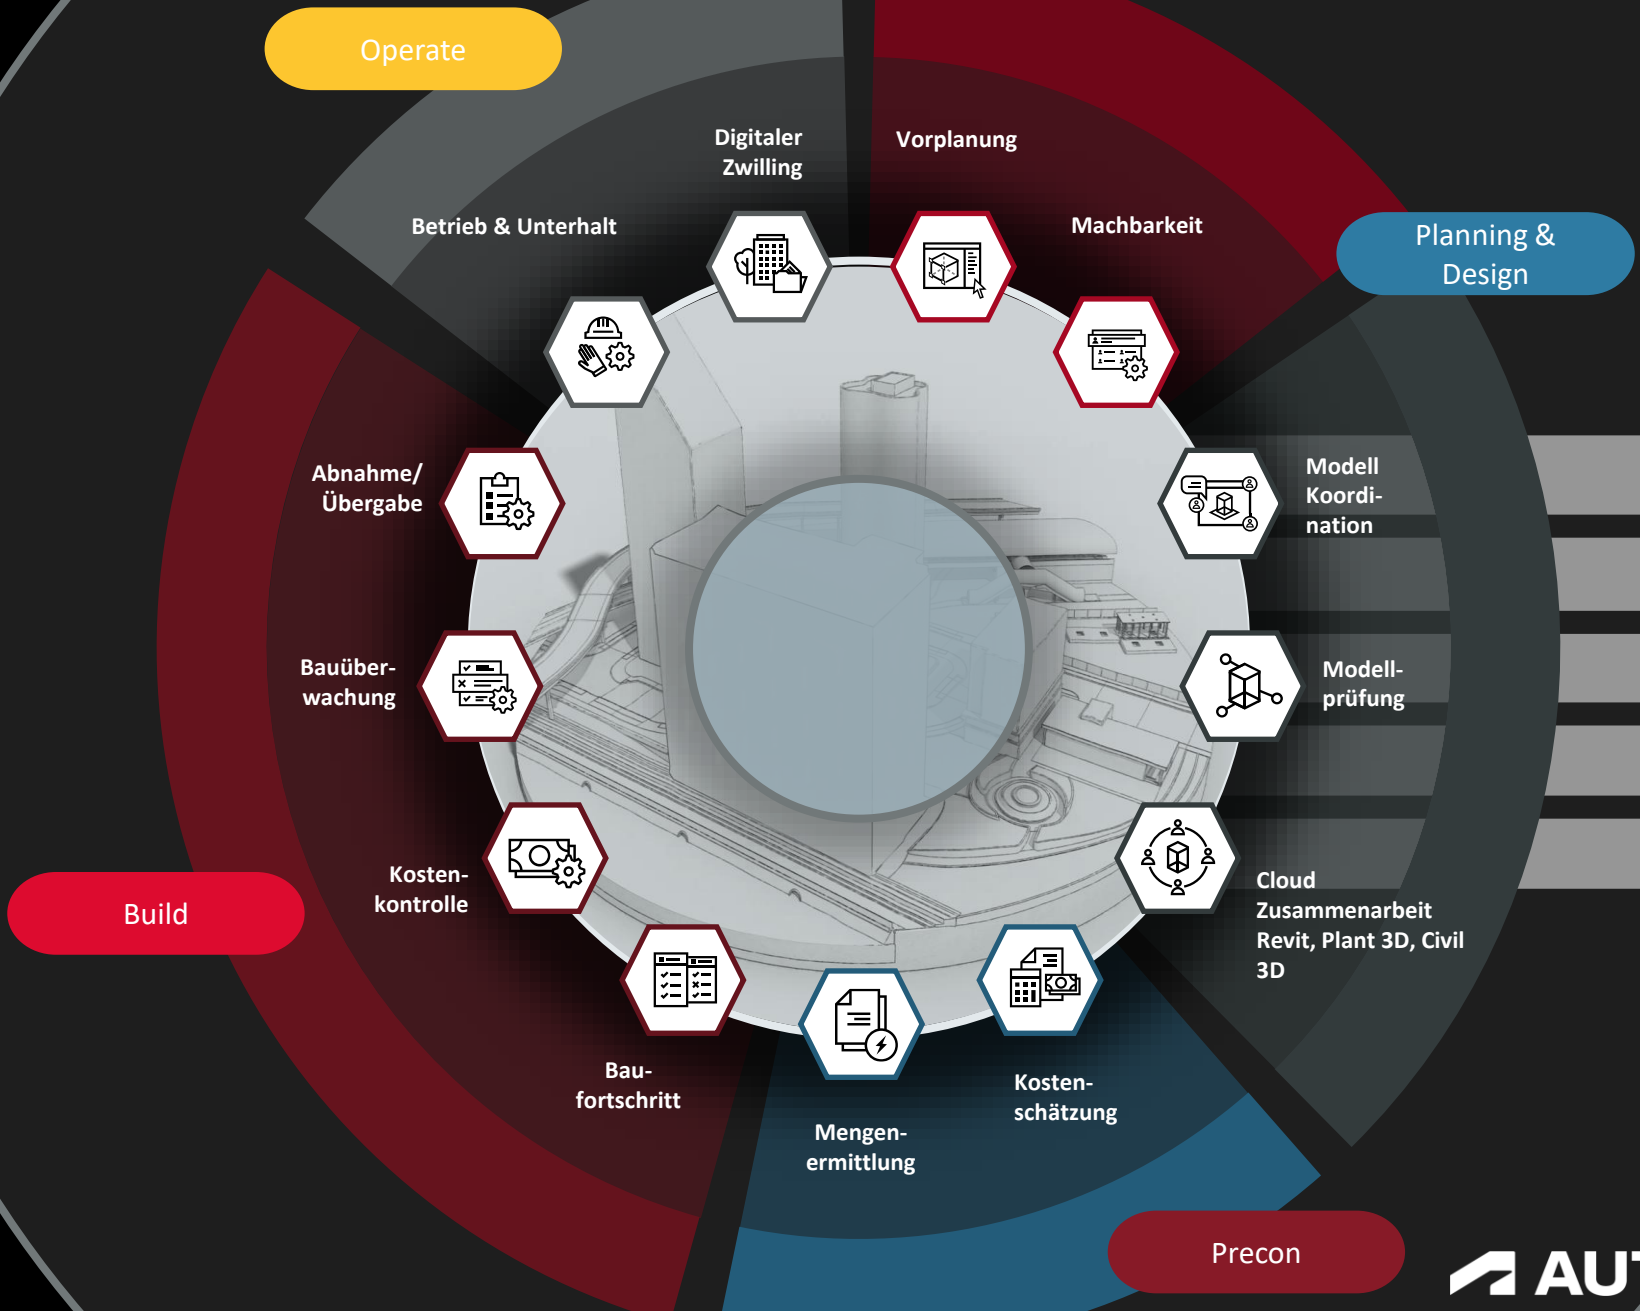 Operate
Digitaler
Zwilling
Vorplanung
Betrieb & Unterhalt
Machbarkeit
Planning &
Design
Abnahme/
Übergabe
Modell
Koordi-
nation
Bauüber-
wachung
Modell-
prüfung
Kosten-
kontrolle
Build
Cloud
Zusammenarbeit
Revit, Plant 3D, Civil
3D
Bau-
fortschritt
Kosten-
schätzung
Mengen-
ermittlung
Precon
AUT